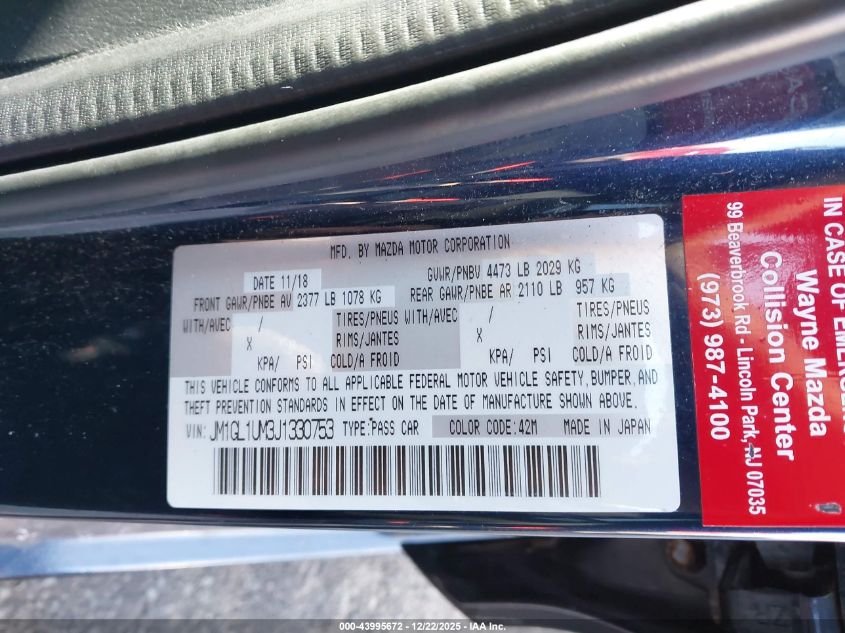 MFD. BY MAZDA MOTOR CORPORATION
DATE 11/18 GVWR/PNBV 4473 LB 2029 KG
FRONT GAWR/PNBE AV 2377 LB 1078 KG REAR GAWR/PNBE AR 2110 LB 957 KG
WITH/AVEC / TIRES/PNEUS WITH/AVEC / TIRES/PNEUS
X RIMS/JANTES X RIMS/JANTES
KPA/ PSI COLD/A FROID KPA/ PSI COLD/A FROID
THIS VEHICLE CONFORMS TO ALL APPLICABLE FEDERAL MOTOR VEHICLE SAFETY, BUMPER, AND
THEFT PREVENTION STANDARDS IN EFFECT ON THE DATE OF MANUFACTURE SHOWN ABOVE.
VIN: JM1GL1UM3J1330753 TYPE:PASS CAR COLOR CODE:42M MADE IN JAPAN
IN CASE OF
Wayne Mazda
Collision Center
99 Beaverbrook Rd - Lincoln Park, NJ 07035
(973) 987-4100
000-43995672 - 12/22/2025 - IAA Inc.